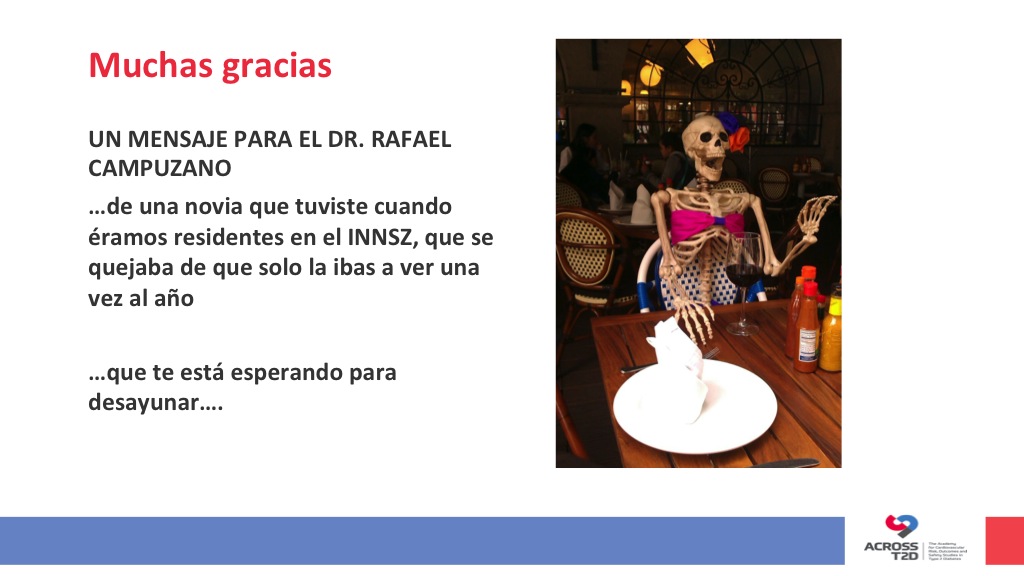 Muchas gracias
UN MENSAJE PARA EL DR. RAFAEL
CAMPUZANO
…de una novia que tuviste cuando
éramos residentes en el INNSZ, que se
quejaba de que solo la ibas a ver una
vez al año
…que te está esperando para
desayunar….
ACROSS
T2D
The Academy
for Cardiovascular
Risk, Outcomes and
Safety Studies in
Type 2 Diabetes